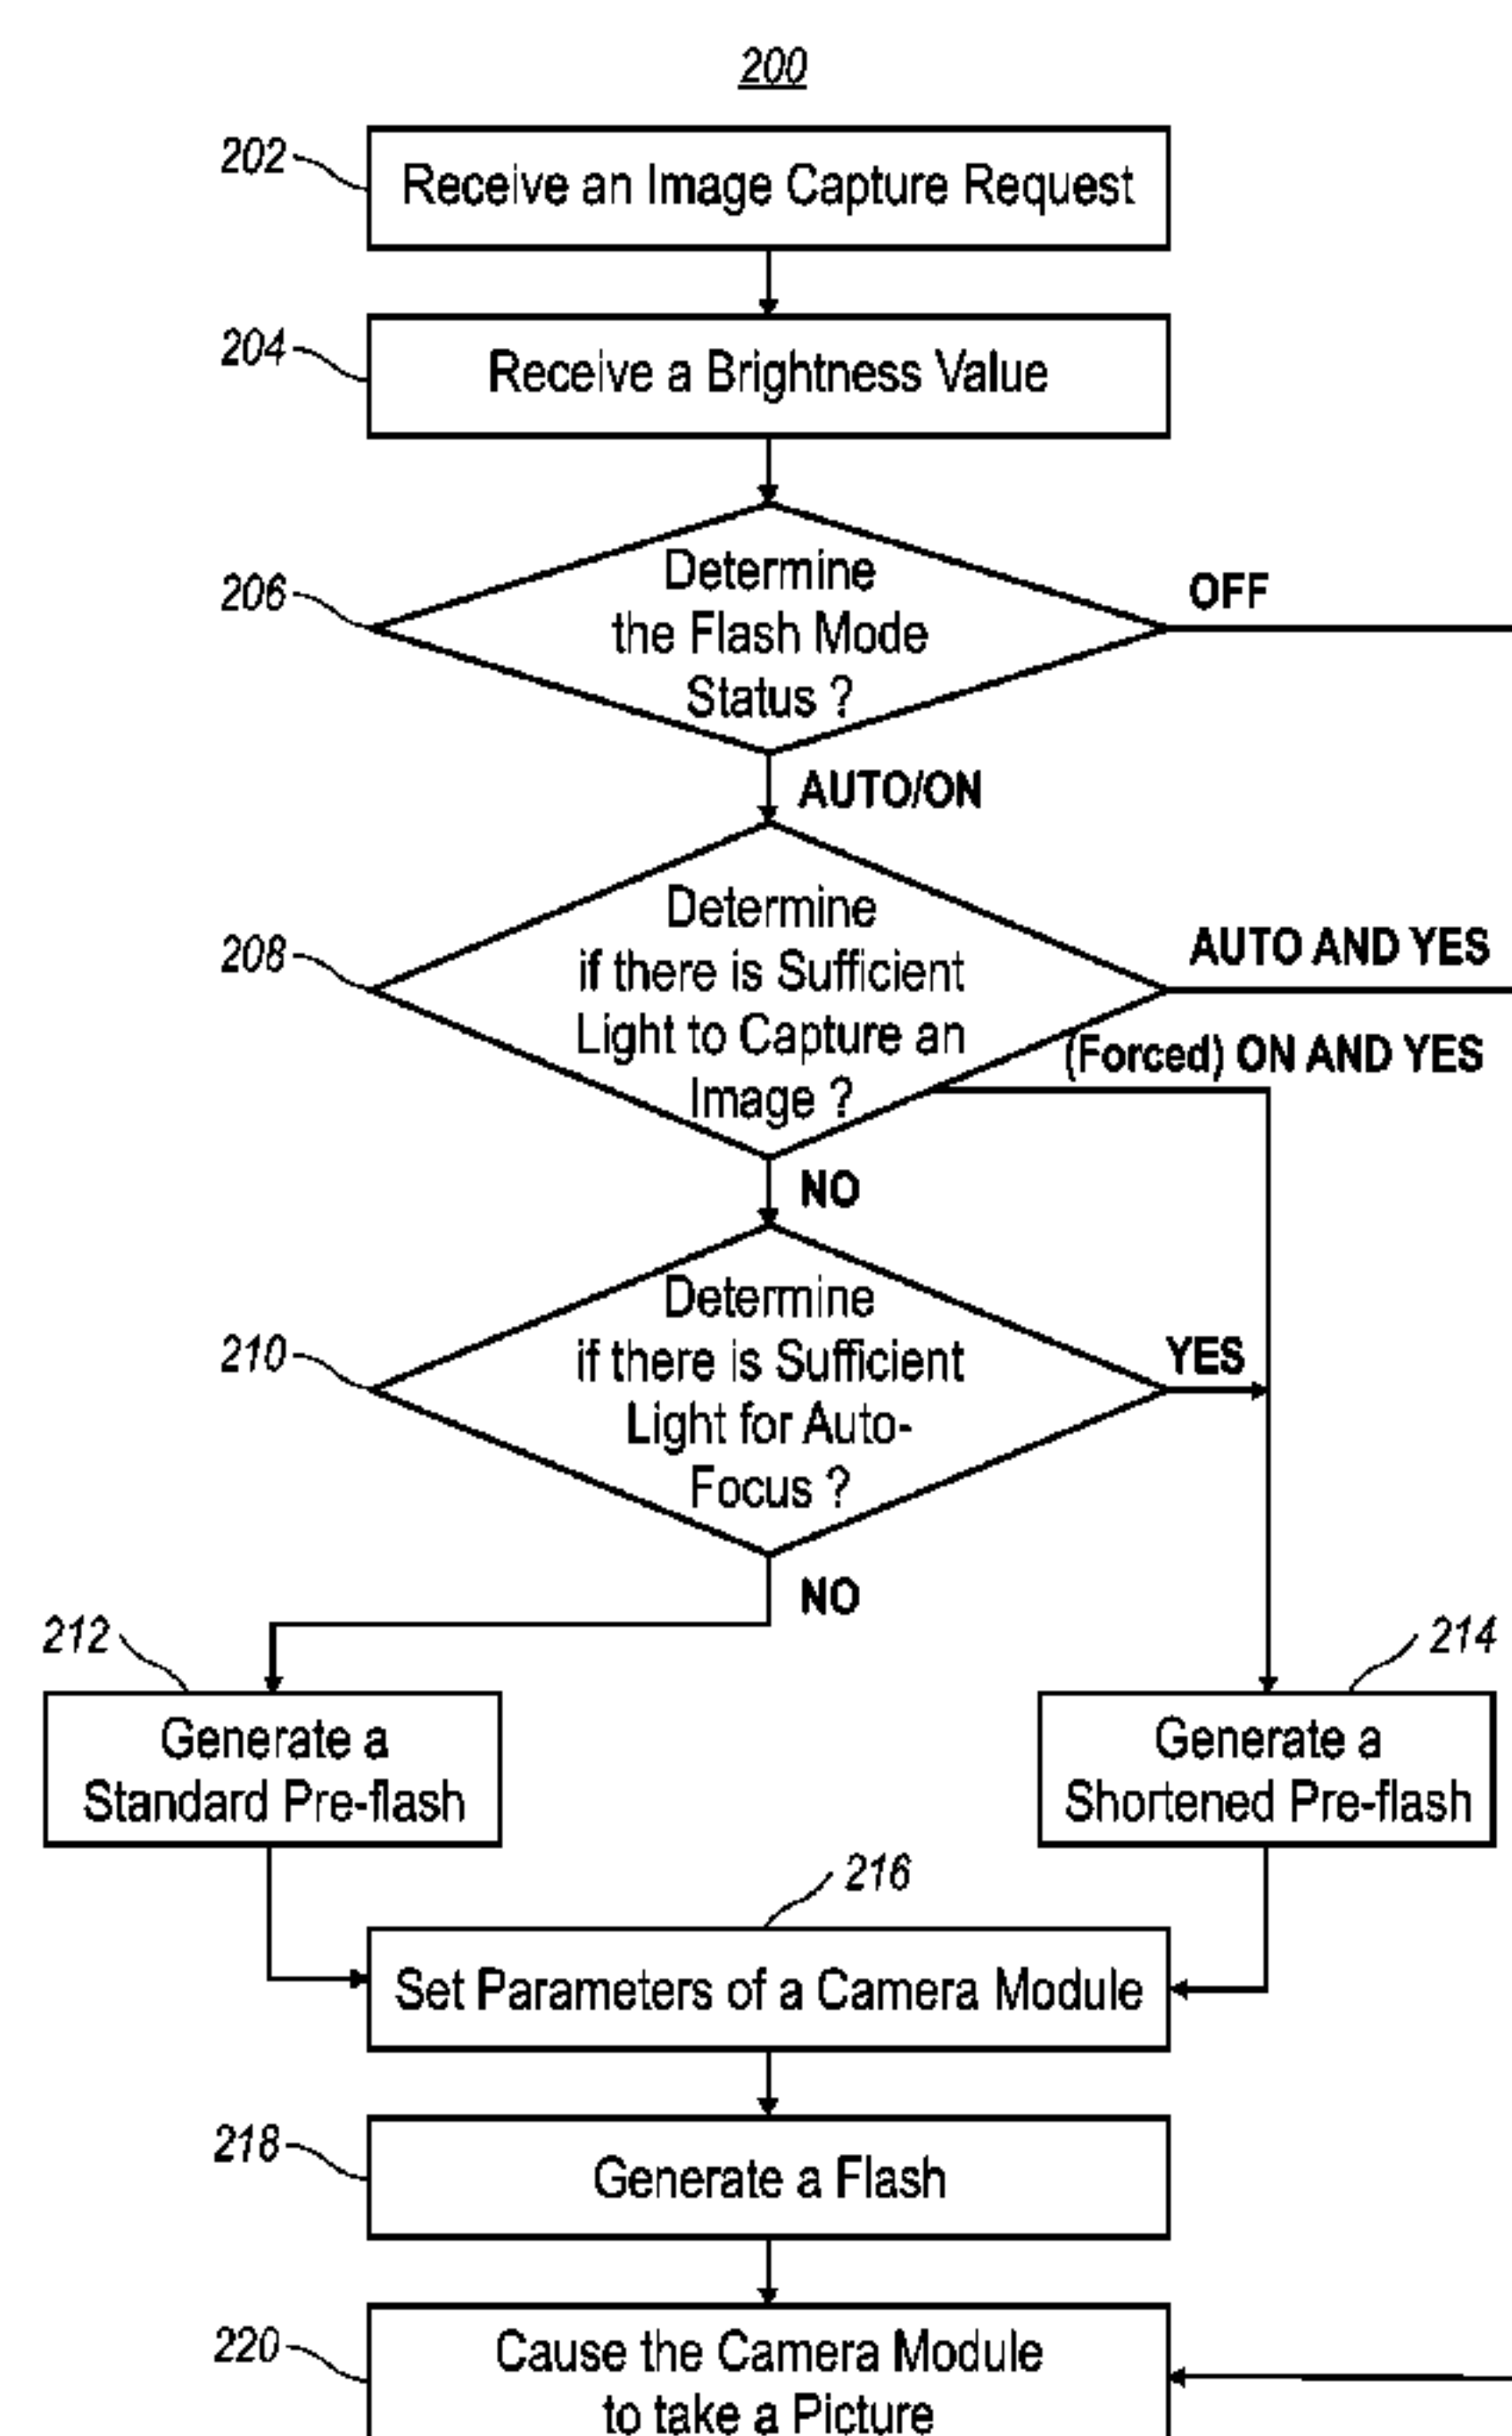 200
202
Receive an Image Capture Request
204
Receive a Brightness Value
206
Determine
the Flash Mode
Status ?
OFF
AUTO/ON
208
Determine
if there is Sufficient
Light to Capture an
Image ?
AUTO AND YES
(Forced) ON AND YES
NO
210
Determine
if there is Sufficient
Light for Auto-
Focus ?
YES
NO
212
Generate a
Standard Pre-flash
214
Generate a
Shortened Pre-flash
216
Set Parameters of a Camera Module
218
Generate a Flash
220
Cause the Camera Module
to take a Picture